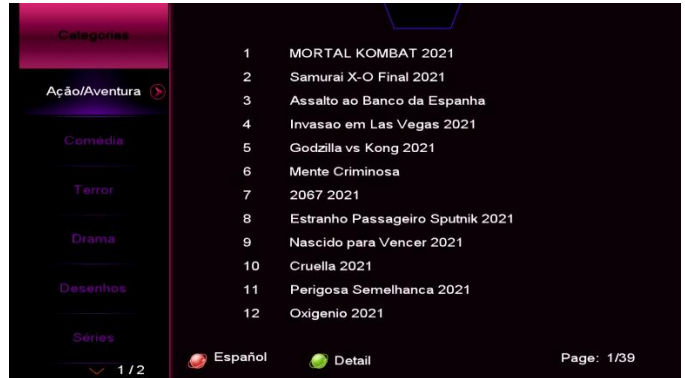 Categorias
Ação/Aventura
Comédia
Terror
Drama
Desenhos
Séries
1/2
1 MORTAL KOMBAT 2021
2 Samurai X-O Final 2021
3 Assalto ao Banco da Espanha
4 Invasao em Las Vegas 2021
5 Godzilla vs Kong 2021
6 Mente Criminosa
7 2067 2021
8 Estranho Passageiro Sputnik 2021
9 Nascido para Vencer 2021
10 Cruella 2021
11 Perigosa Semelhanca 2021
12 Oxigenio 2021
Español Detail Page: 1/39